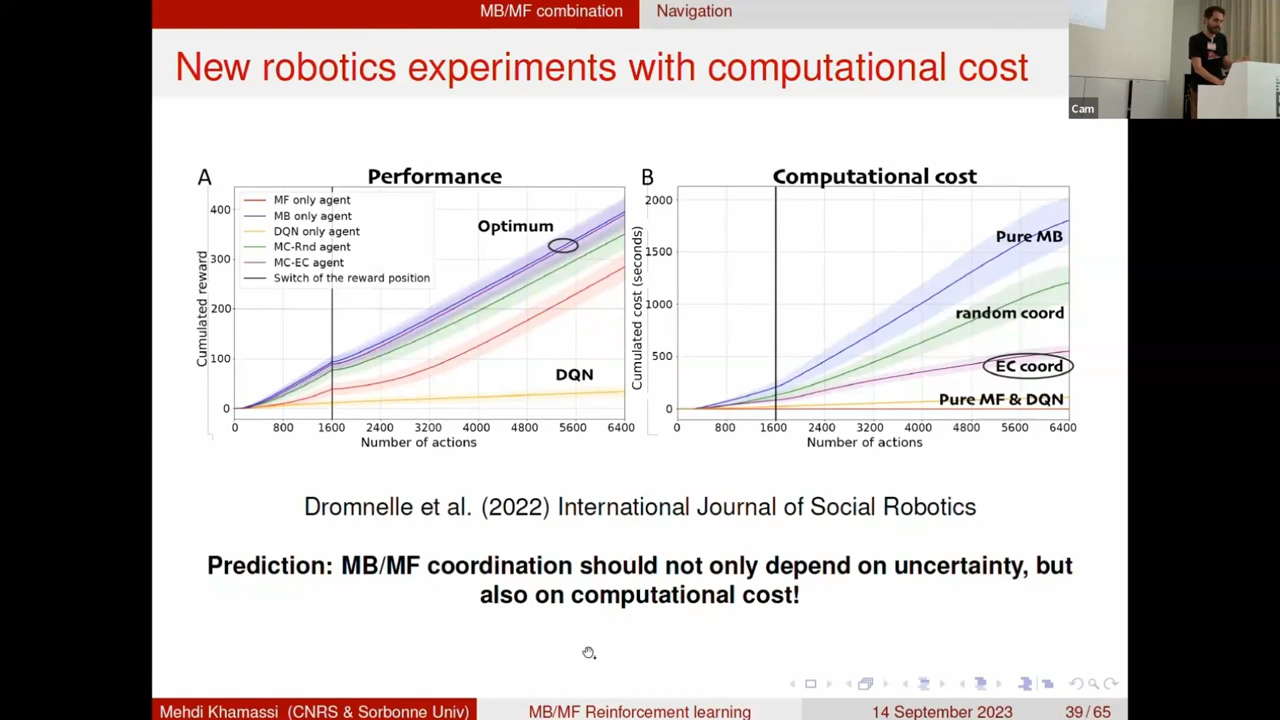 MB/MF combination Navigation
New robotics experiments with computational cost
Cam
A Performance
MF only agent
MB only agent
DQN only agent
MC-Rnd agent
MC-EC agent
Switch of the reward position
Optimum
DQN
Cumulated reward
400
300
200
100
0
0 800 1600 2400 3200 4000 4800 5600 6400
Number of actions
B Computational cost
Pure MB
random coord
EC coord
Pure MF & DQN
Cumulated cost (seconds)
2000
1500
1000
500
0
0 800 1600 2400 3200 4000 4800 5600 6400
Number of actions
Dromnelle et al. (2022) International Journal of Social Robotics
Prediction: MB/MF coordination should not only depend on uncertainty, but
also on computational cost!
Mehdi Khamassi (CNRS & Sorbonne Univ) MB/MF Reinforcement learning 14 September 2023 39 / 65